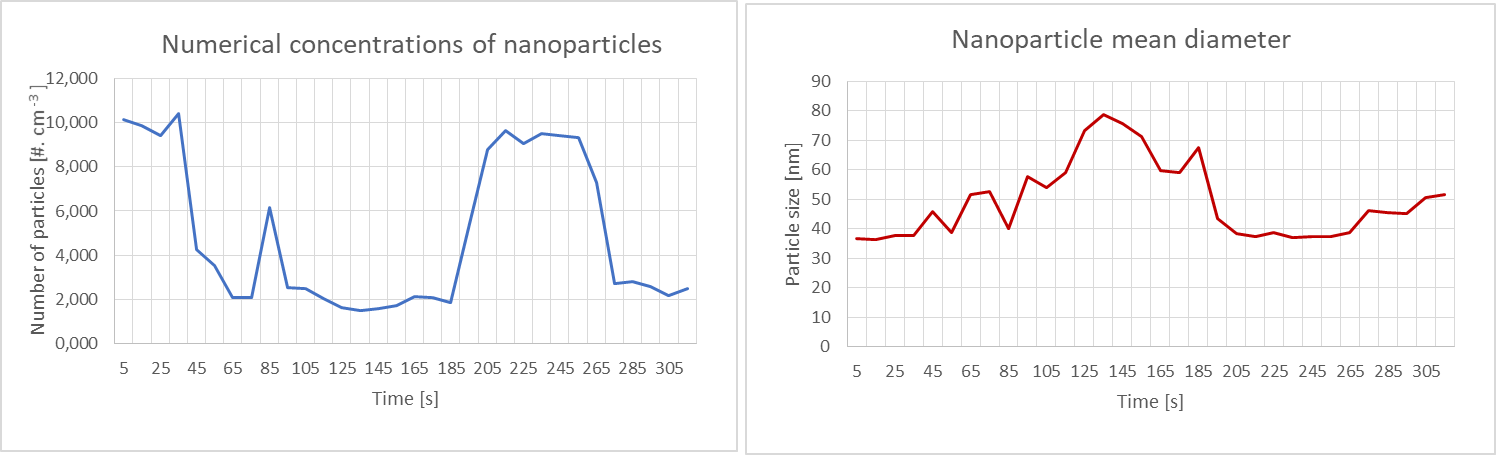 Numerical concentrations of nanoparticles
Number of particles [#. cm⁻³ ]
12,000
10,000
8,000
6,000
4,000
2,000
0,000
5 25 45 65 85 105 125 145 165 185 205 225 245 265 285 305
Time [s]
Nanoparticle mean diameter
Particle size [nm]
90
80
70
60
50
40
30
20
10
0
5 25 45 65 85 105 125 145 165 185 205 225 245 265 285 305
Time [s]